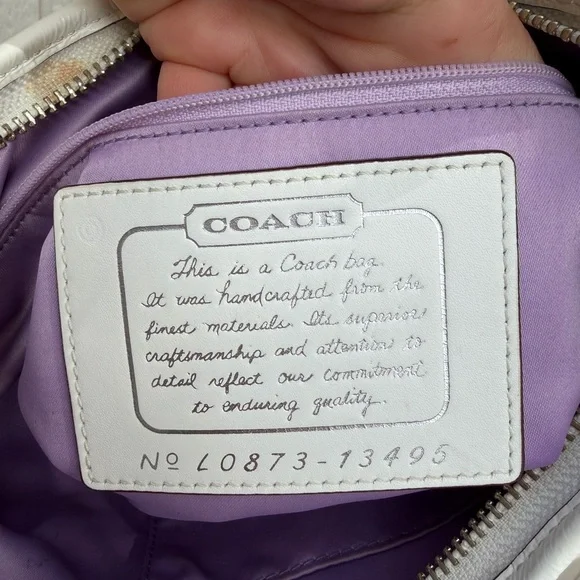 COACH
This is a Coach bag.
It was handcrafted from the
finest materials. Its superior
craftsmanship and attention to
detail reflect our commitment
to enduring quality.
Nº L0873-13495